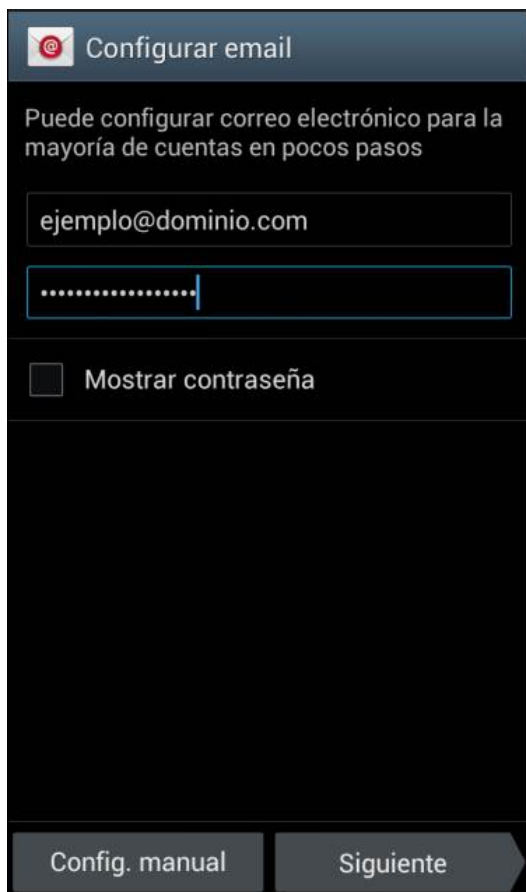 Configurar email
Puede configurar correo electrónico para la
mayoría de cuentas en pocos pasos
ejemplo@dominio.com
••••••••••••••••••
Mostrar contraseña
Config. manual
Siguiente